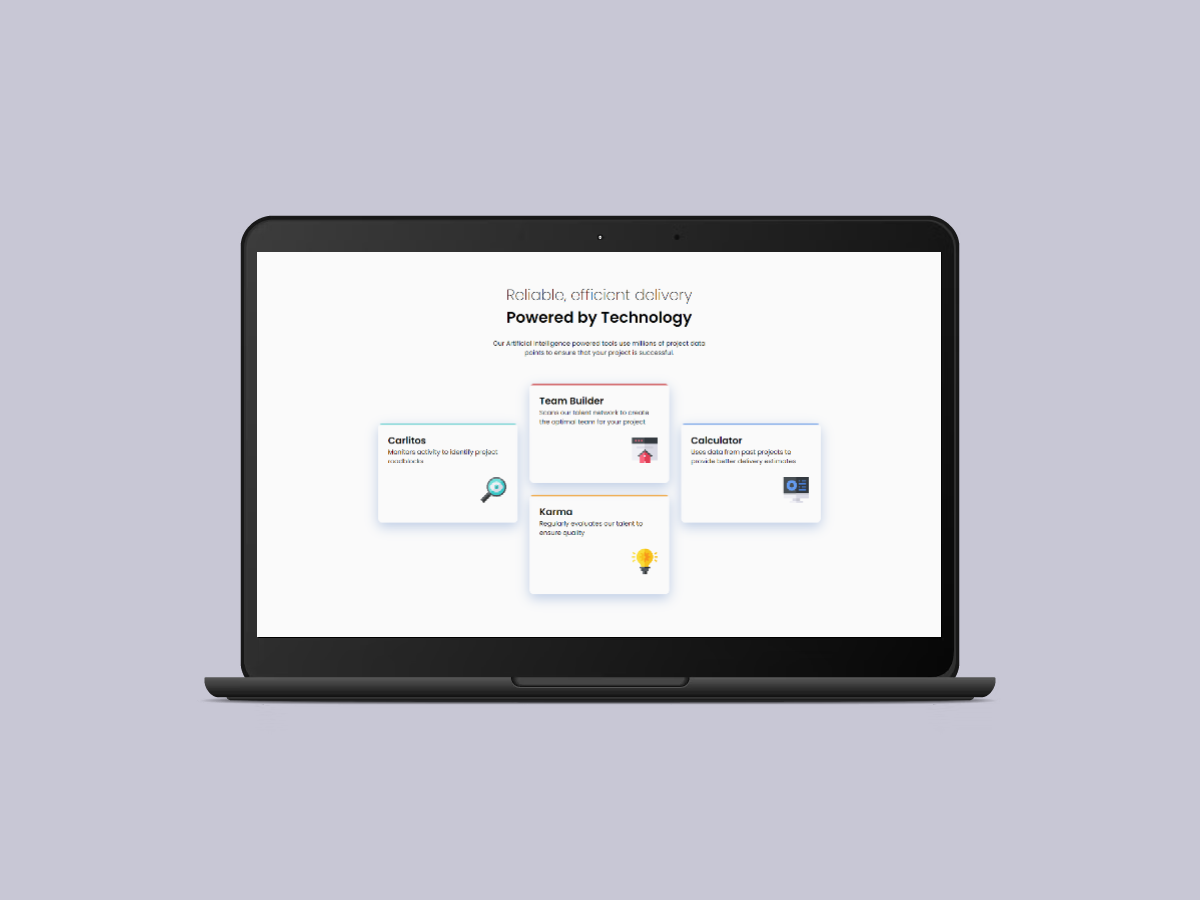 Reliable, efficient delivery
Powered by Technology
Our Artificial Intelligence powered tools use millions of project data
points to ensure that your project is successful.
Team Builder
Scans our talent network to create
the optimal team for your project
Carlitos
Monitors activity to identify project
roadblocks
Calculator
Uses data from past projects to
provide better delivery estimates
Karma
Regularly evaluates our talent to
ensure quality